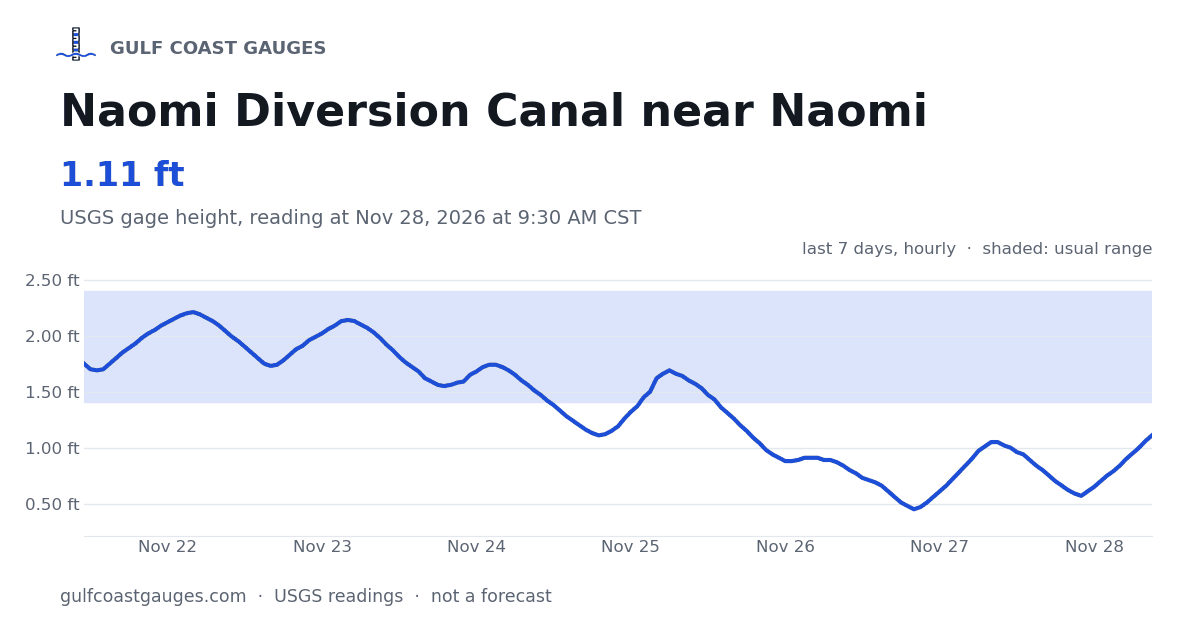 GULF COAST GAUGES
Naomi Diversion Canal near Naomi
1.11 ft
USGS gage height, reading at Nov 28, 2026 at 9:30 AM CST
last 7 days, hourly · shaded: usual range
2.50 ft
2.00 ft
1.50 ft
1.00 ft
0.50 ft
Nov 22 Nov 23 Nov 24 Nov 25 Nov 26 Nov 27 Nov 28
gulfcoastgauges.com · USGS readings · not a forecast